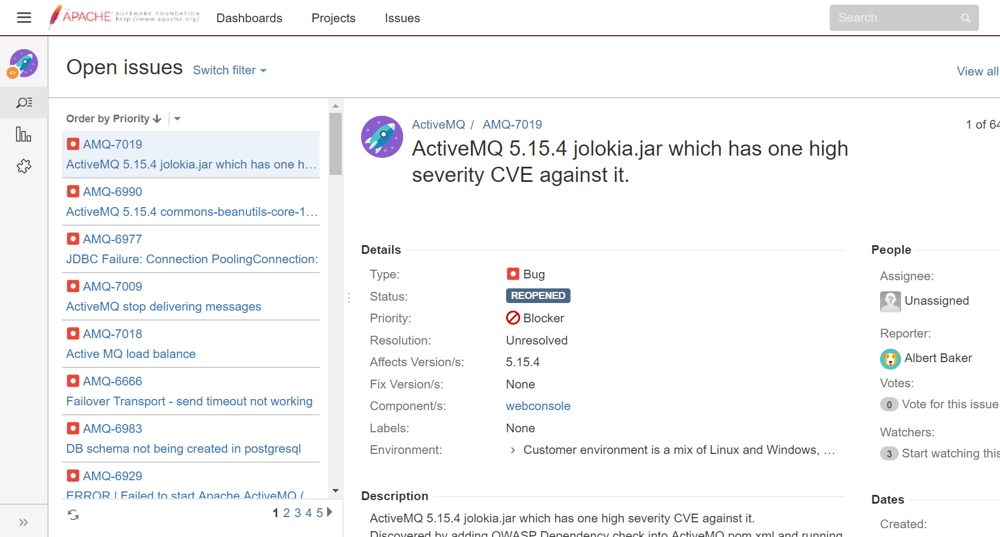 THE
APACHE SOFTWARE FOUNDATION
http://www.apache.org/
Dashboards
Projects
Issues
Search
Open issues
Switch filter
View all
Order by Priority
AMQ-7019
ActiveMQ 5.15.4 jolokia.jar which has one h…
AMQ-6990
ActiveMQ 5.15.4 commons-beanutils-core-1…
AMQ-6977
JDBC Failure: Connection PoolingConnection:
AMQ-7009
ActiveMQ stop delivering messages
AMQ-7018
Active MQ load balance
AMQ-6666
Failover Transport - send timeout not working
AMQ-6983
DB schema not being created in postgresql
AMQ-6929
ERROR | Failed to start Apache ActiveMQ (
1 2 3 4 5
ActiveMQ / AMQ-7019
1 of 64
ActiveMQ 5.15.4 jolokia.jar which has one high
severity CVE against it.
Details
Type: Bug
Status: REOPENED
Priority: Blocker
Resolution: Unresolved
Affects Version/s: 5.15.4
Fix Version/s: None
Component/s: webconsole
Labels: None
Environment: Customer environment is a mix of Linux and Windows, …
Description
ActiveMQ 5.15.4 jolokia.jar which has one high severity CVE against it.
Discovered by adding OWASP Dependency check into ActiveMQ pom.xml and running
People
Assignee:
Unassigned
Reporter:
Albert Baker
Votes:
0 Vote for this issue
Watchers:
3 Start watching this
Dates
Created: